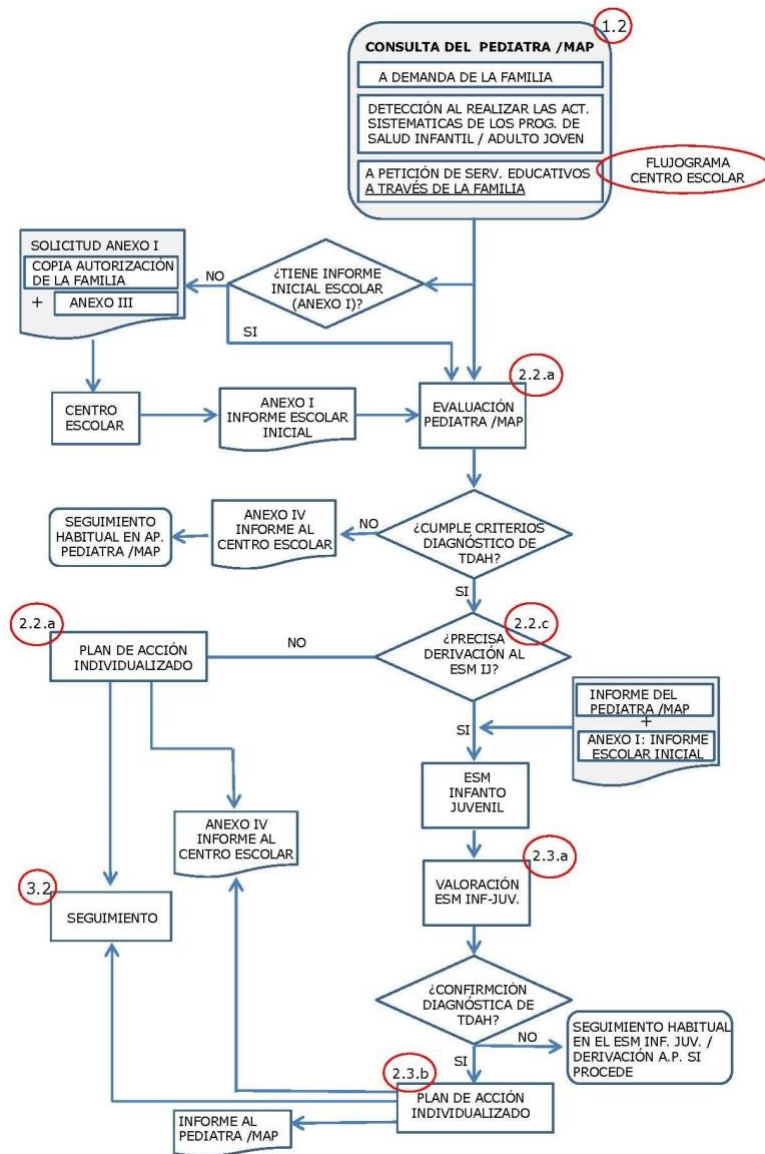 1.2
CONSULTA DEL PEDIATRA /MAP
A DEMANDA DE LA FAMILIA
DETECCIÓN AL REALIZAR LAS ACT.
SISTEMATICAS DE LOS PROG. DE
SALUD INFANTIL / ADULTO JOVEN
A PETICIÓN DE SERV. EDUCATIVOS
A TRAVÉS DE LA FAMILIA
FLUJOGRAMA
CENTRO ESCOLAR
SOLICITUD ANEXO I
COPIA AUTORIZACIÓN
DE LA FAMILIA
+ ANEXO III
NO
¿TIENE INFORME
INICIAL ESCOLAR
(ANEXO I)?
SI
2.2.a
CENTRO
ESCOLAR
ANEXO I
INFORME ESCOLAR
INICIAL
EVALUACIÓN
PEDIATRA /MAP
SEGUIMIENTO
HABITUAL EN AP.
PEDIATRA /MAP
ANEXO IV
INFORME AL
CENTRO ESCOLAR
NO
¿CUMPLE CRITERIOS
DIAGNÓSTICO DE
TDAH?
SI
2.2.a
PLAN DE ACCIÓN
INDIVIDUALIZADO
NO
2.2.c
¿PRECISA
DERIVACIÓN AL
ESM IJ?
SI
INFORME DEL
PEDIATRA /MAP
+
ANEXO I: INFORME
ESCOLAR INICIAL
ESM
INFANTO
JUVENIL
ANEXO IV
INFORME AL
CENTRO ESCOLAR
2.3.a
VALORACIÓN
ESM INF-JUV.
3.2
SEGUIMIENTO
¿CONFIRMCIÓN
DIAGNÓSTICA DE
TDAH?
NO
SEGUIMIENTO HABITUAL
EN EL ESM INF. JUV. /
DERIVACIÓN A.P. SI
PROCEDE
SI
2.3.b
PLAN DE ACCIÓN
INDIVIDUALIZADO
INFORME AL
PEDIATRA /MAP